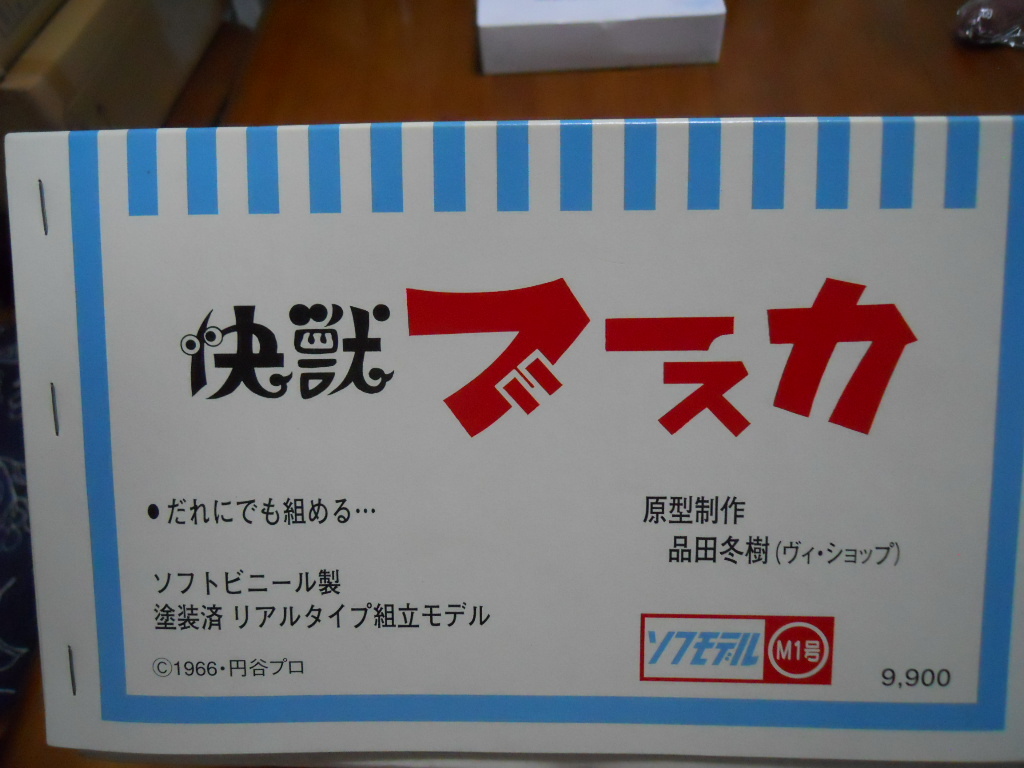 快獣ブースカ
●だれにでも組める…
ソフトビニール製
塗装済 リアルタイプ組立モデル
©1966・円谷プロ
原型制作
品田冬樹(ヴィ・ショップ)
ソフモデル M1号
9,900